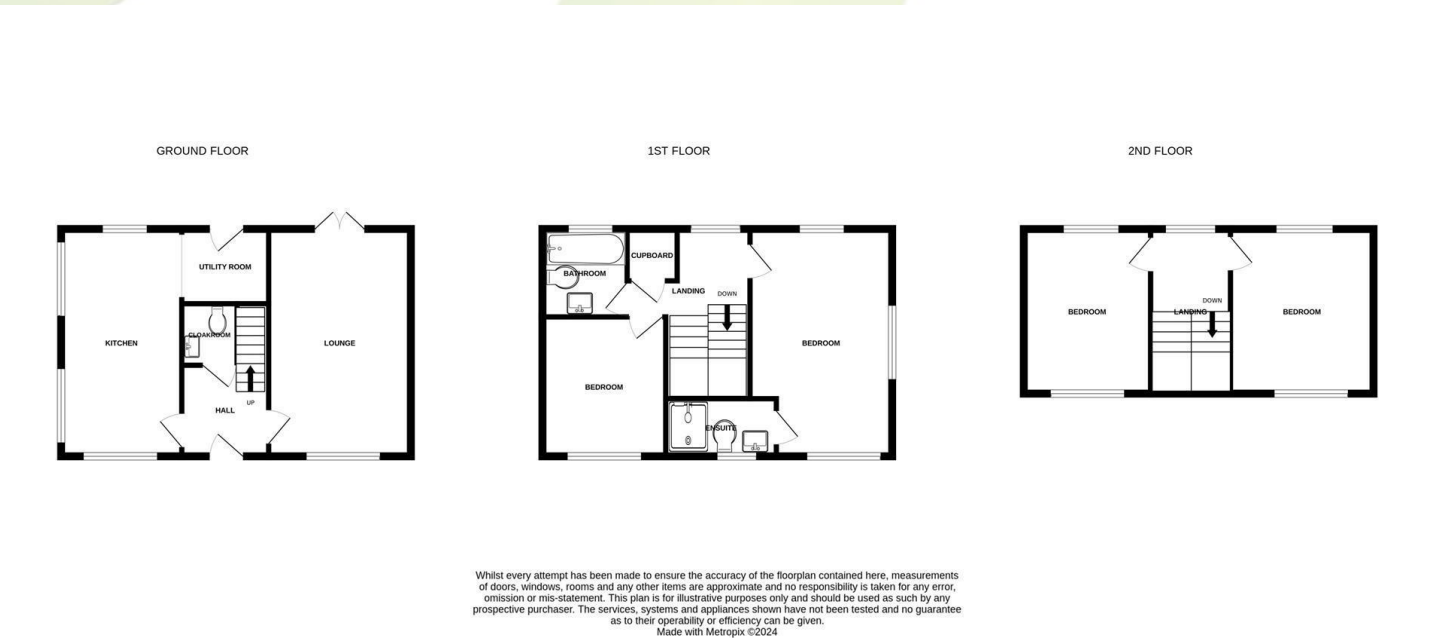 GROUND FLOOR
UTILITY ROOM
CLOAKROOM
KITCHEN
LOUNGE
UP
HALL
1ST FLOOR
CUPBOARD
BATHROOM
LANDING
DOWN
BEDROOM
BEDROOM
ENSUITE
2ND FLOOR
DOWN
BEDROOM
LANDING
BEDROOM
Whilst every attempt has been made to ensure the accuracy of the floorplan contained here, measurements
of doors, windows, rooms and any other items are approximate and no responsibility is taken for any error,
omission or mis-statement. This plan is for illustrative purposes only and should be used as such by any
prospective purchaser. The services, systems and appliances shown have not been tested and no guarantee
as to their operability or efficiency can be given.
Made with Metropix ©2024